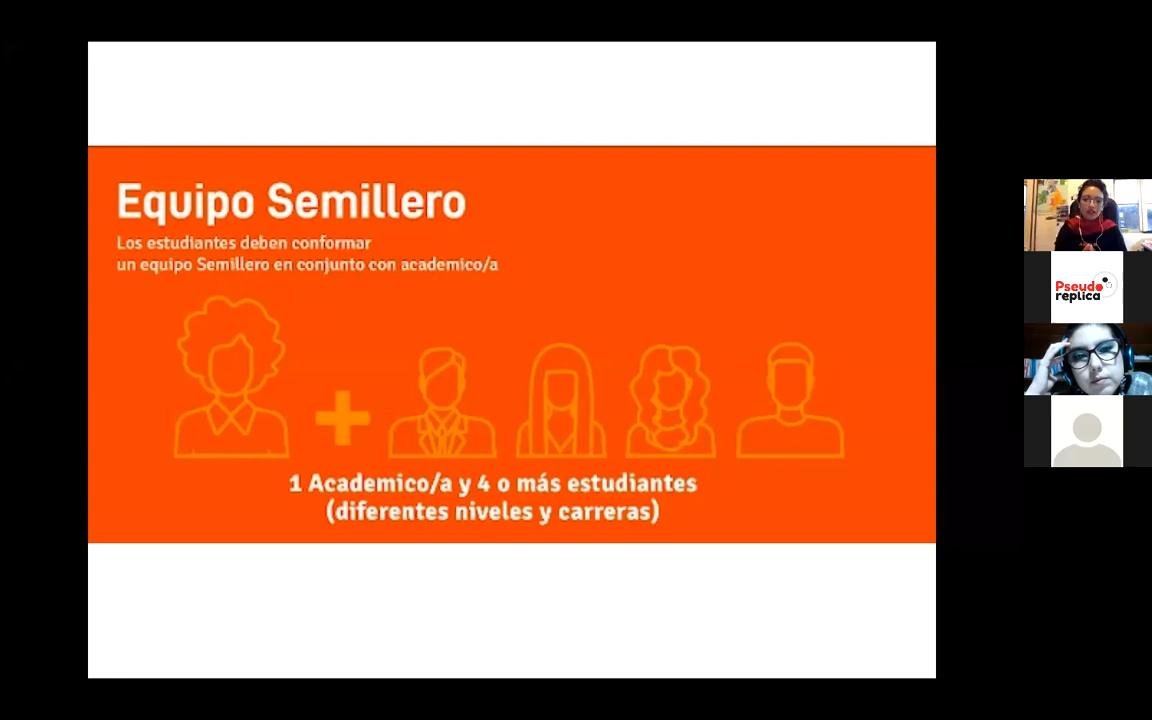 Equipo Semillero
Los estudiantes deben conformar
un equipo Semillero en conjunto con academico/a
1 Academico/a y 4 o más estudiantes
(diferentes niveles y carreras)
Pseudo
replica